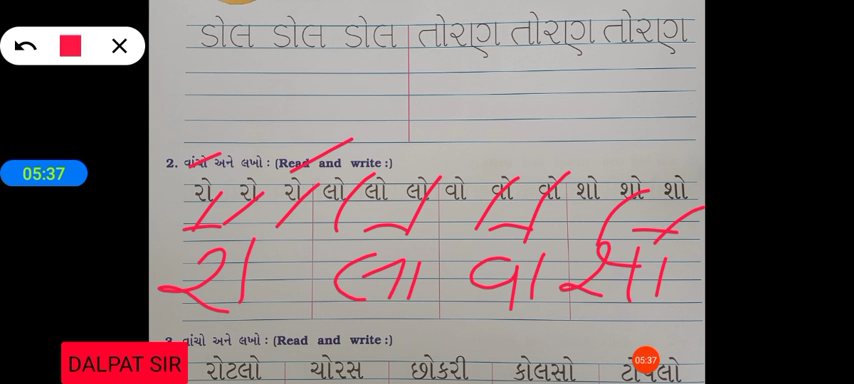 ડોલ ડોલ ડોલ તોરણ તોરણ તોરણ
2. વાંચો અને લખો : (Read and write :)
05:37
રો રો રો લો લો લો વો વો વો શો શો શો
રા લા વા શા
3. વાંચો અને લખો : (Read and write :)
DALPAT SIR
રોટલો ચોરસ છોકરી કોલસો
05:37